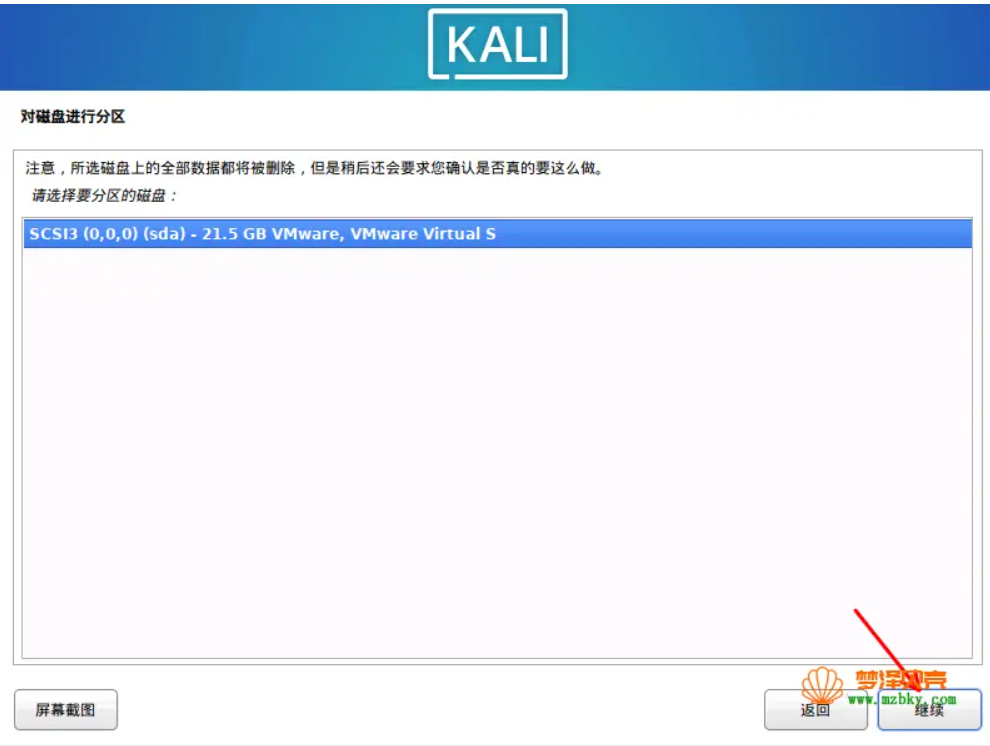 KALI
对磁盘进行分区
注意，所选磁盘上的全部数据都将被删除，但是稍后还会要求您确认是否真的要这么做。
请选择要分区的磁盘：
SCSI3 (0,0,0) (sda) - 21.5 GB VMware, VMware Virtual S
梦泽贝壳
www.mzbky.com
屏幕截图
返回
继续